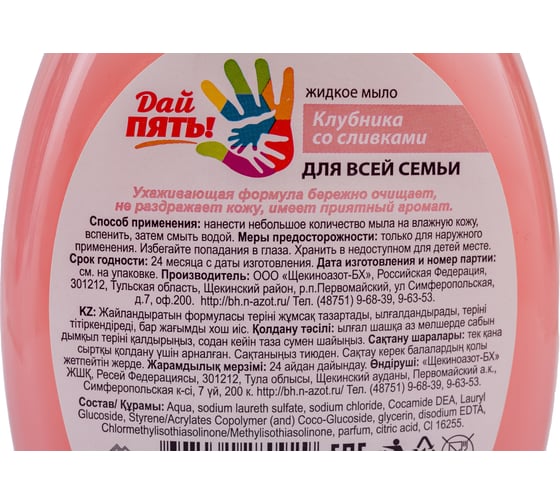 Дай
ПЯТЬ!
жидкое мыло
Клубника
со сливками
ДЛЯ ВСЕЙ СЕМЬИ
Ухаживающая формула бережно очищает,
не раздражает кожу, имеет приятный аромат.
Способ применения: нанести небольшое количество мыла на влажную кожу,
вспенить, затем смыть водой. Меры предосторожности: только для наружного
применения. Избегайте попадания в глаза. Хранить в недоступном для детей месте.
Срок годности: 24 месяца с даты изготовления. Дата изготовления и номер партии:
см. на упаковке. Производитель: ООО «Щекиноазот-БХ», Российская Федерация,
301212, Тульская область, Щекинский район, р.п.Первомайский, ул Симферопольская,
д.7, оф.200. http://bh.n-azot.ru/ Тел. (48751) 9-68-39, 9-63-53.
KZ: Жайландыратын формуласы теріні жұмсақ тазартады, ылғалдандырады, теріні
тітіркендіреді, бар жағымды хош иіс. Қолдану тәсілі: ылғал шашқа аз мөлшерде сабын
дымқыл теріні қалдырыңыз, содан кейін таза сумен шайыңыз. Сақтану шаралары: тек қана
сыртқы қолдану үшін арналған. Сақтаныңыз тиюден. Сақтау керек балалардың қолы
жетпейтін жерде. Жарамдылық мерзімі: 24 айдан дайындау. Өндіруші: «Щекиноазот-БХ»
ЖШҚ, Ресей Федерациясы, 301212, Тула облысы, Щекинский ауданы, Первомайский а.к.,
Симферопольская к-сі, 7 үй, 200 к. http://bh.n-azot.ru/ Тел. (48751) 9-68-39, 9-63-53.
Состав/ Құрамы: Aqua, sodium laureth sulfate, sodium chloride, Cocamide DEA, Lauryl
Glucoside, Styrene/Acrylates Copolymer (and) Coco-Glucoside, glycerin, disodium EDTA,
Chlormethylisothiasolinone/Methylisothiasolinone, parfum, citric acid, CI 16255.